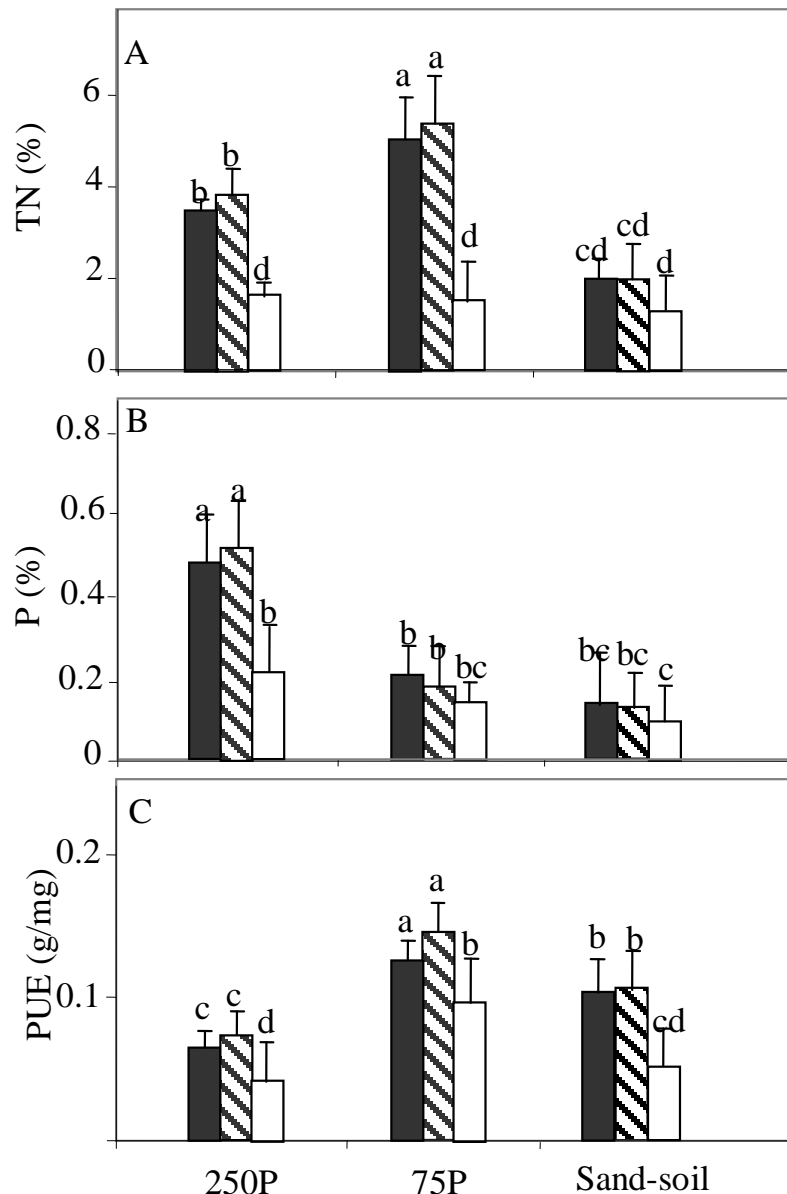 A
TN (%)
6
4
2
0
b b d
a a d
cd cd d
B
P (%)
0.8
0.6
0.4
0.2
0
a a b
b b bc
bc bc c
C
PUE (g/mg)
0.2
0.1
c c d
a a b
b b cd
250P 75P Sand-soil